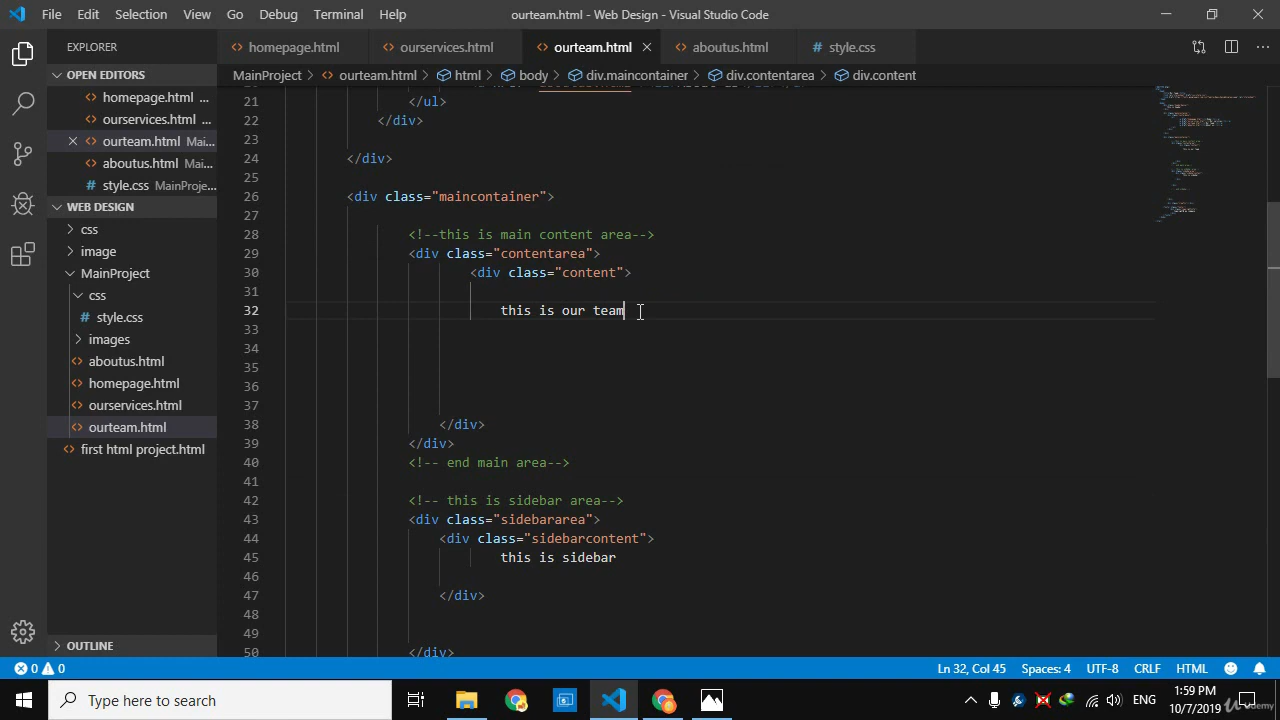 File Edit Selection View Go Debug Terminal Help ourteam.html - Web Design - Visual Studio Code
EXPLORER
homepage.html ourservices.html ourteam.html aboutus.html style.css
OPEN EDITORS
homepage.html ...
ourservices.html ...
ourteam.html Mai...
aboutus.html Mai...
style.css MainProje...
WEB DESIGN
css
image
MainProject
css
style.css
images
aboutus.html
homepage.html
ourservices.html
ourteam.html
first html project.html
OUTLINE
MainProject > ourteam.html > html > body > div.maincontainer > div.contentarea > div.content
21 </ul>
22 </div>
23
24 </div>
25
26 <div class="maincontainer">
27
28 <!--this is main content area-->
29 <div class="contentarea">
30 <div class="content">
31
32 this is our team
33
34
35
36
37
38 </div>
39 </div>
40 <!-- end main area-->
41
42 <!-- this is sidebar area-->
43 <div class="sidebararea">
44 <div class="sidebarcontent">
45 this is sidebar
46
47 </div>
48
49
50 </div>
0 0 Ln 32, Col 45 Spaces: 4 UTF-8 CRLF HTML
Type here to search
ENG
1:59 PM
10/7/2019
Udemy